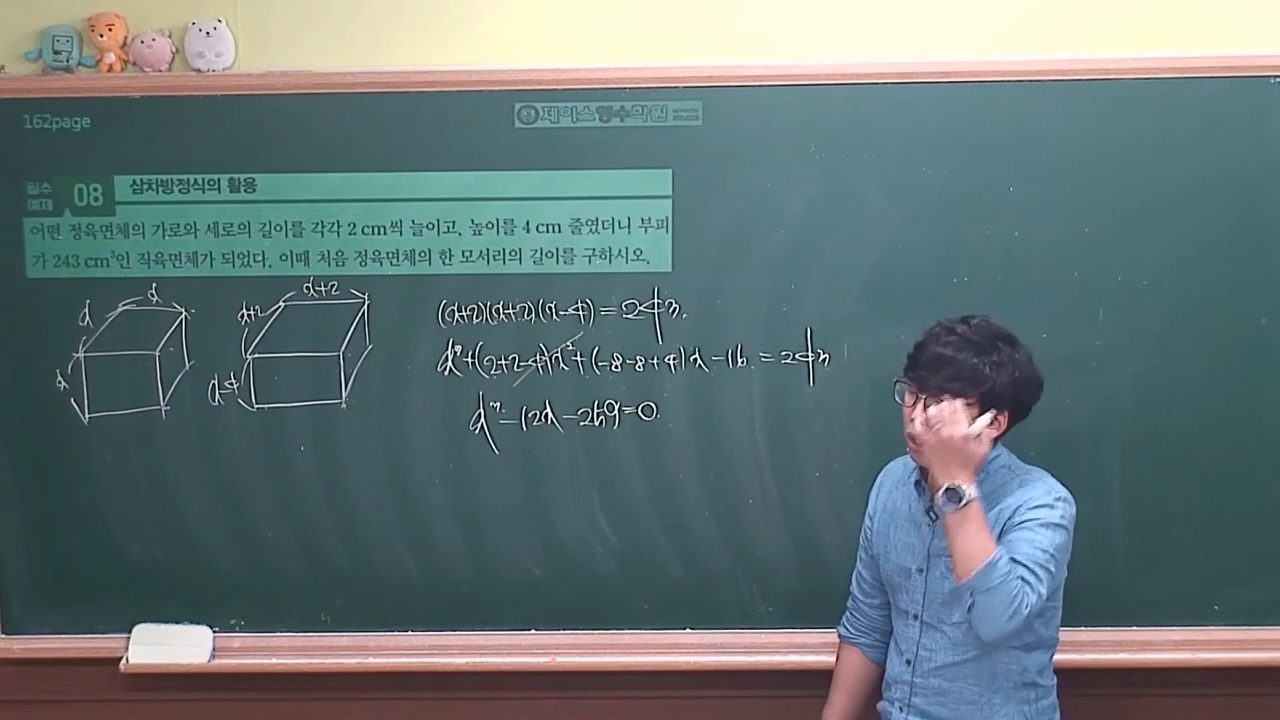 162page
제이스영수학원
필수
예제
08
삼차방정식의 활용
어떤 정육면체의 가로와 세로의 길이를 각각 2 cm씩 늘이고, 높이를 4 cm 줄였더니 부피
가 243 cm³인 직육면체가 되었다. 이때 처음 정육면체의 한 모서리의 길이를 구하시오.
x
x
x
x+2
x+2
x-4
(x+2)(x+2)(x-4)=243.
x³+(2+2-4)x²+(-8-8+4)x-16=243
x³-12x-259=0.